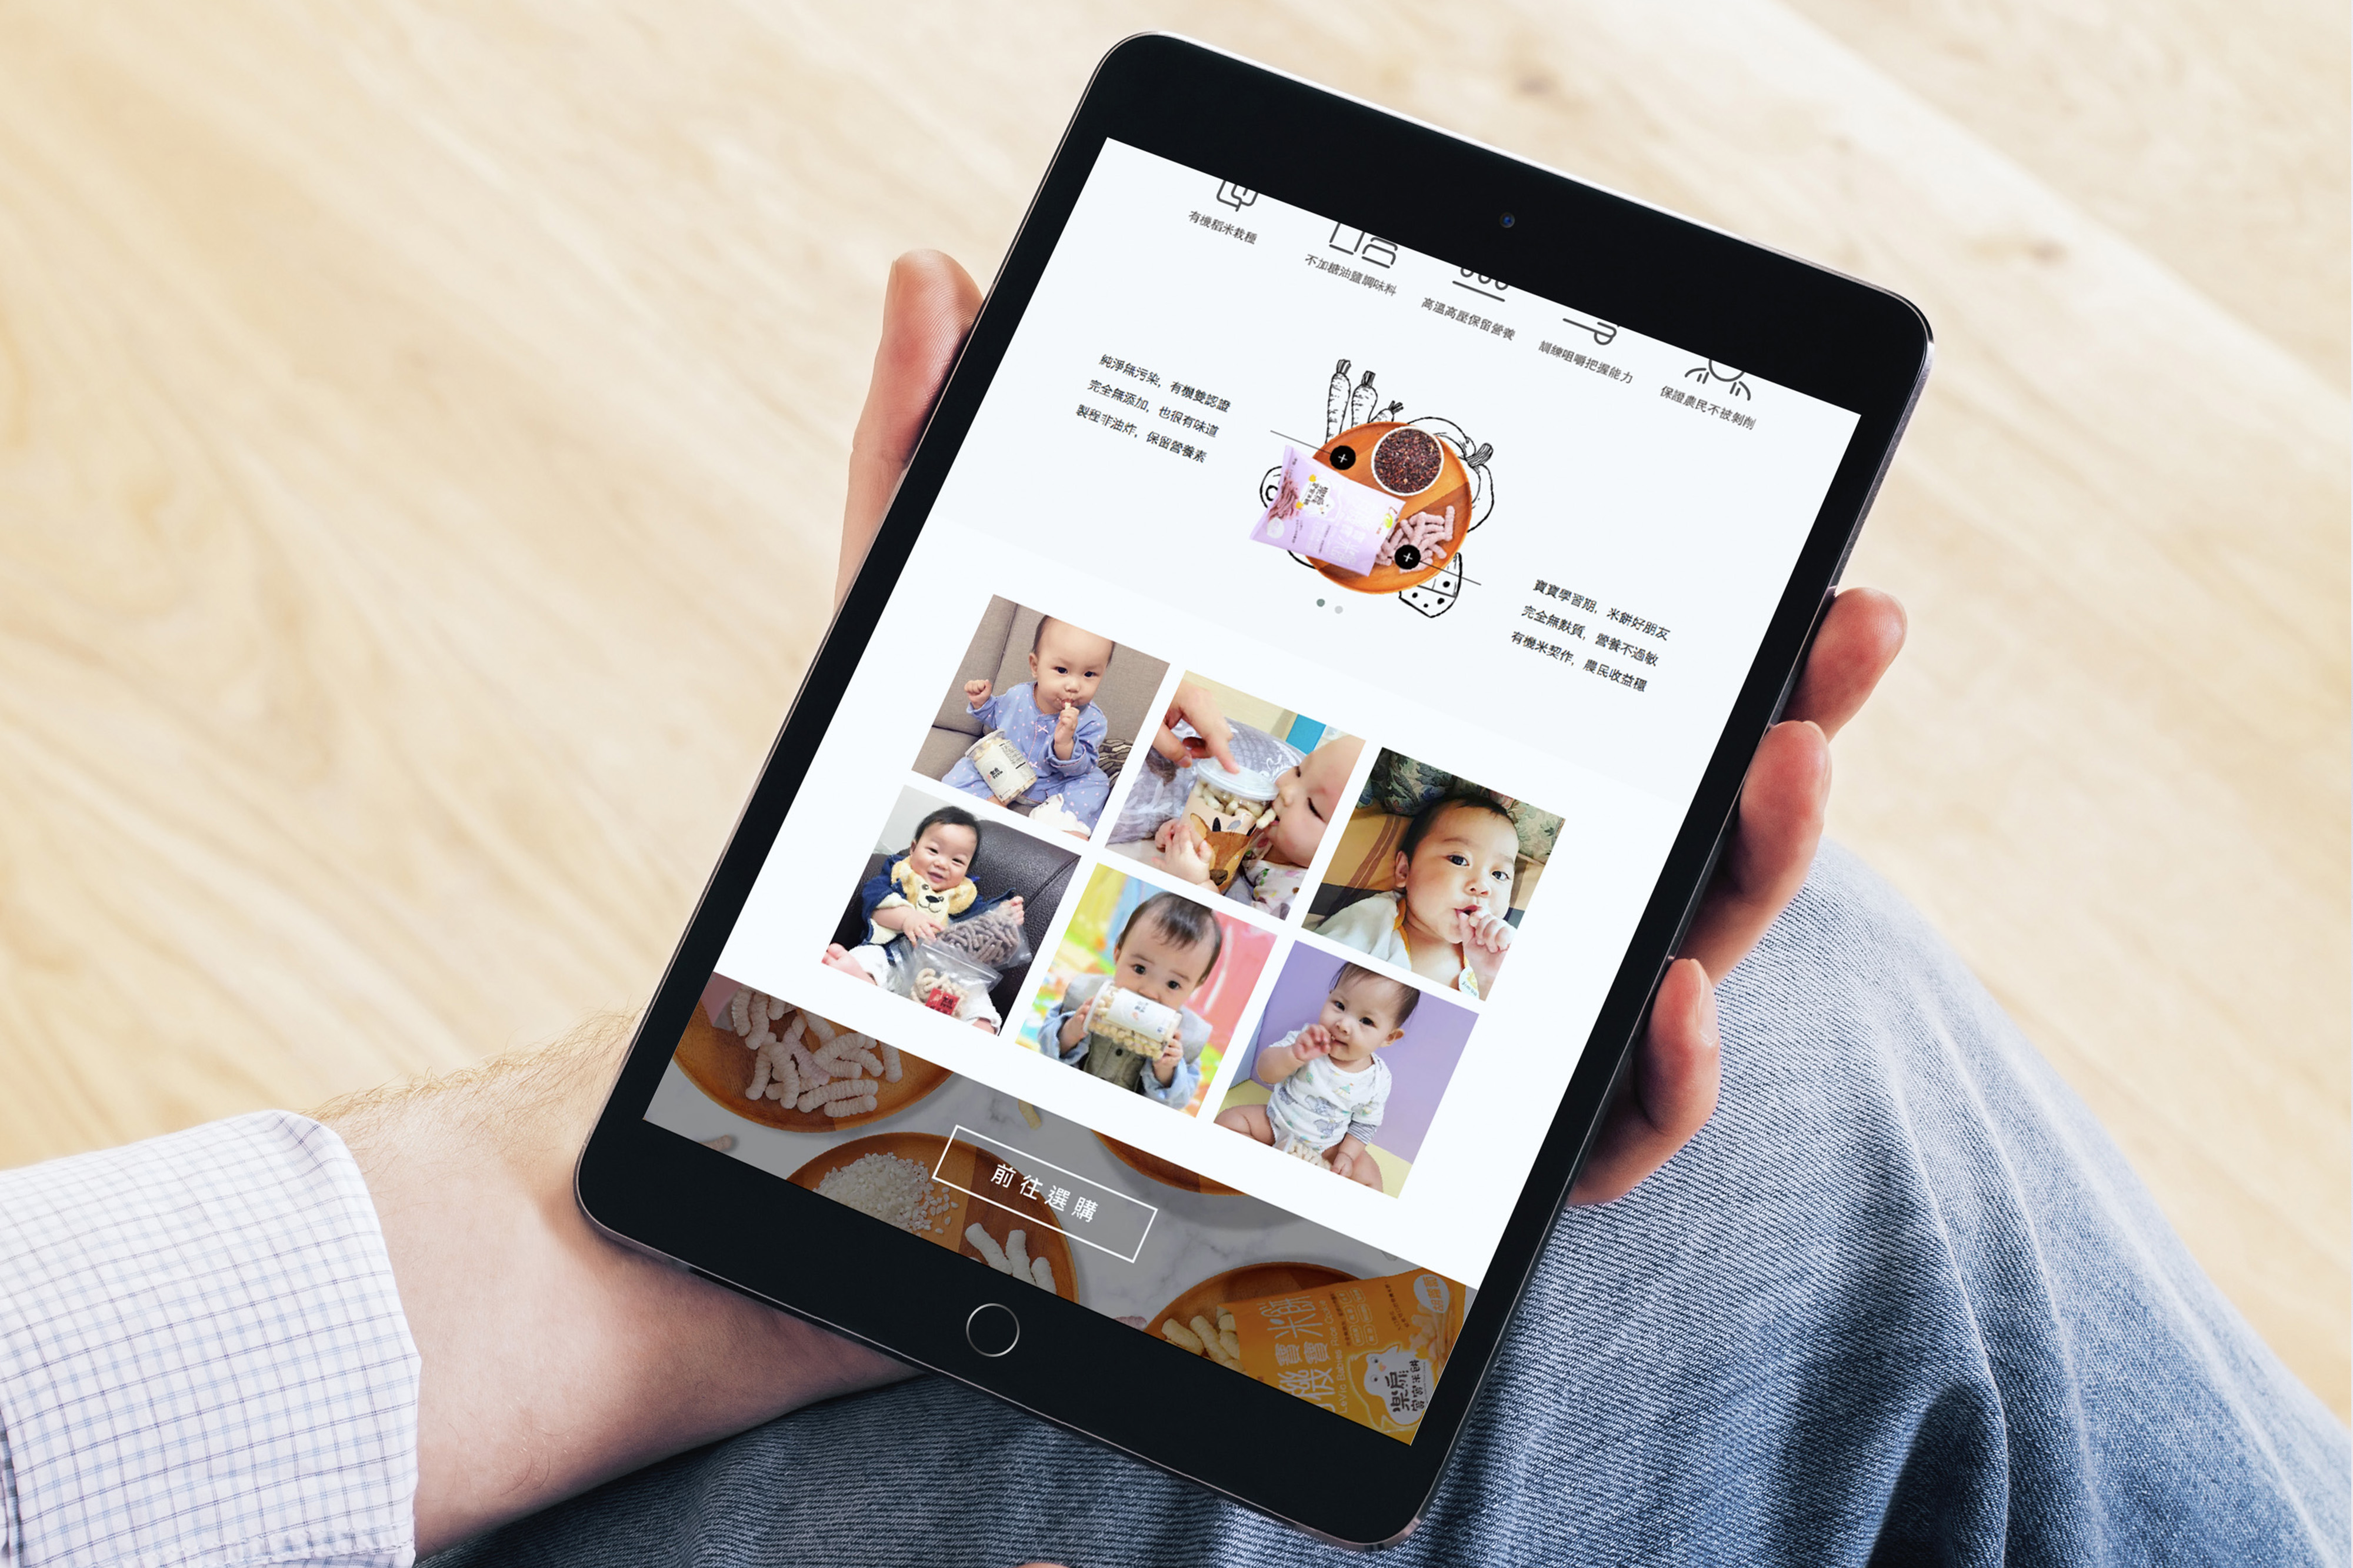 有機稻米栽種
不加糖油鹽調味料
高溫高壓保留營養
訓練咀嚼把握能力
保證農民不被剝削
純淨無污染，有機雙認證
完全無添加，也很有味道
製程非油炸，保留營養素
寶寶學習期，米餅好朋友
完全無麩質，營養不過敏
有機米契作，農民收益穩
前往選購
機寶寶米餅
樂扉